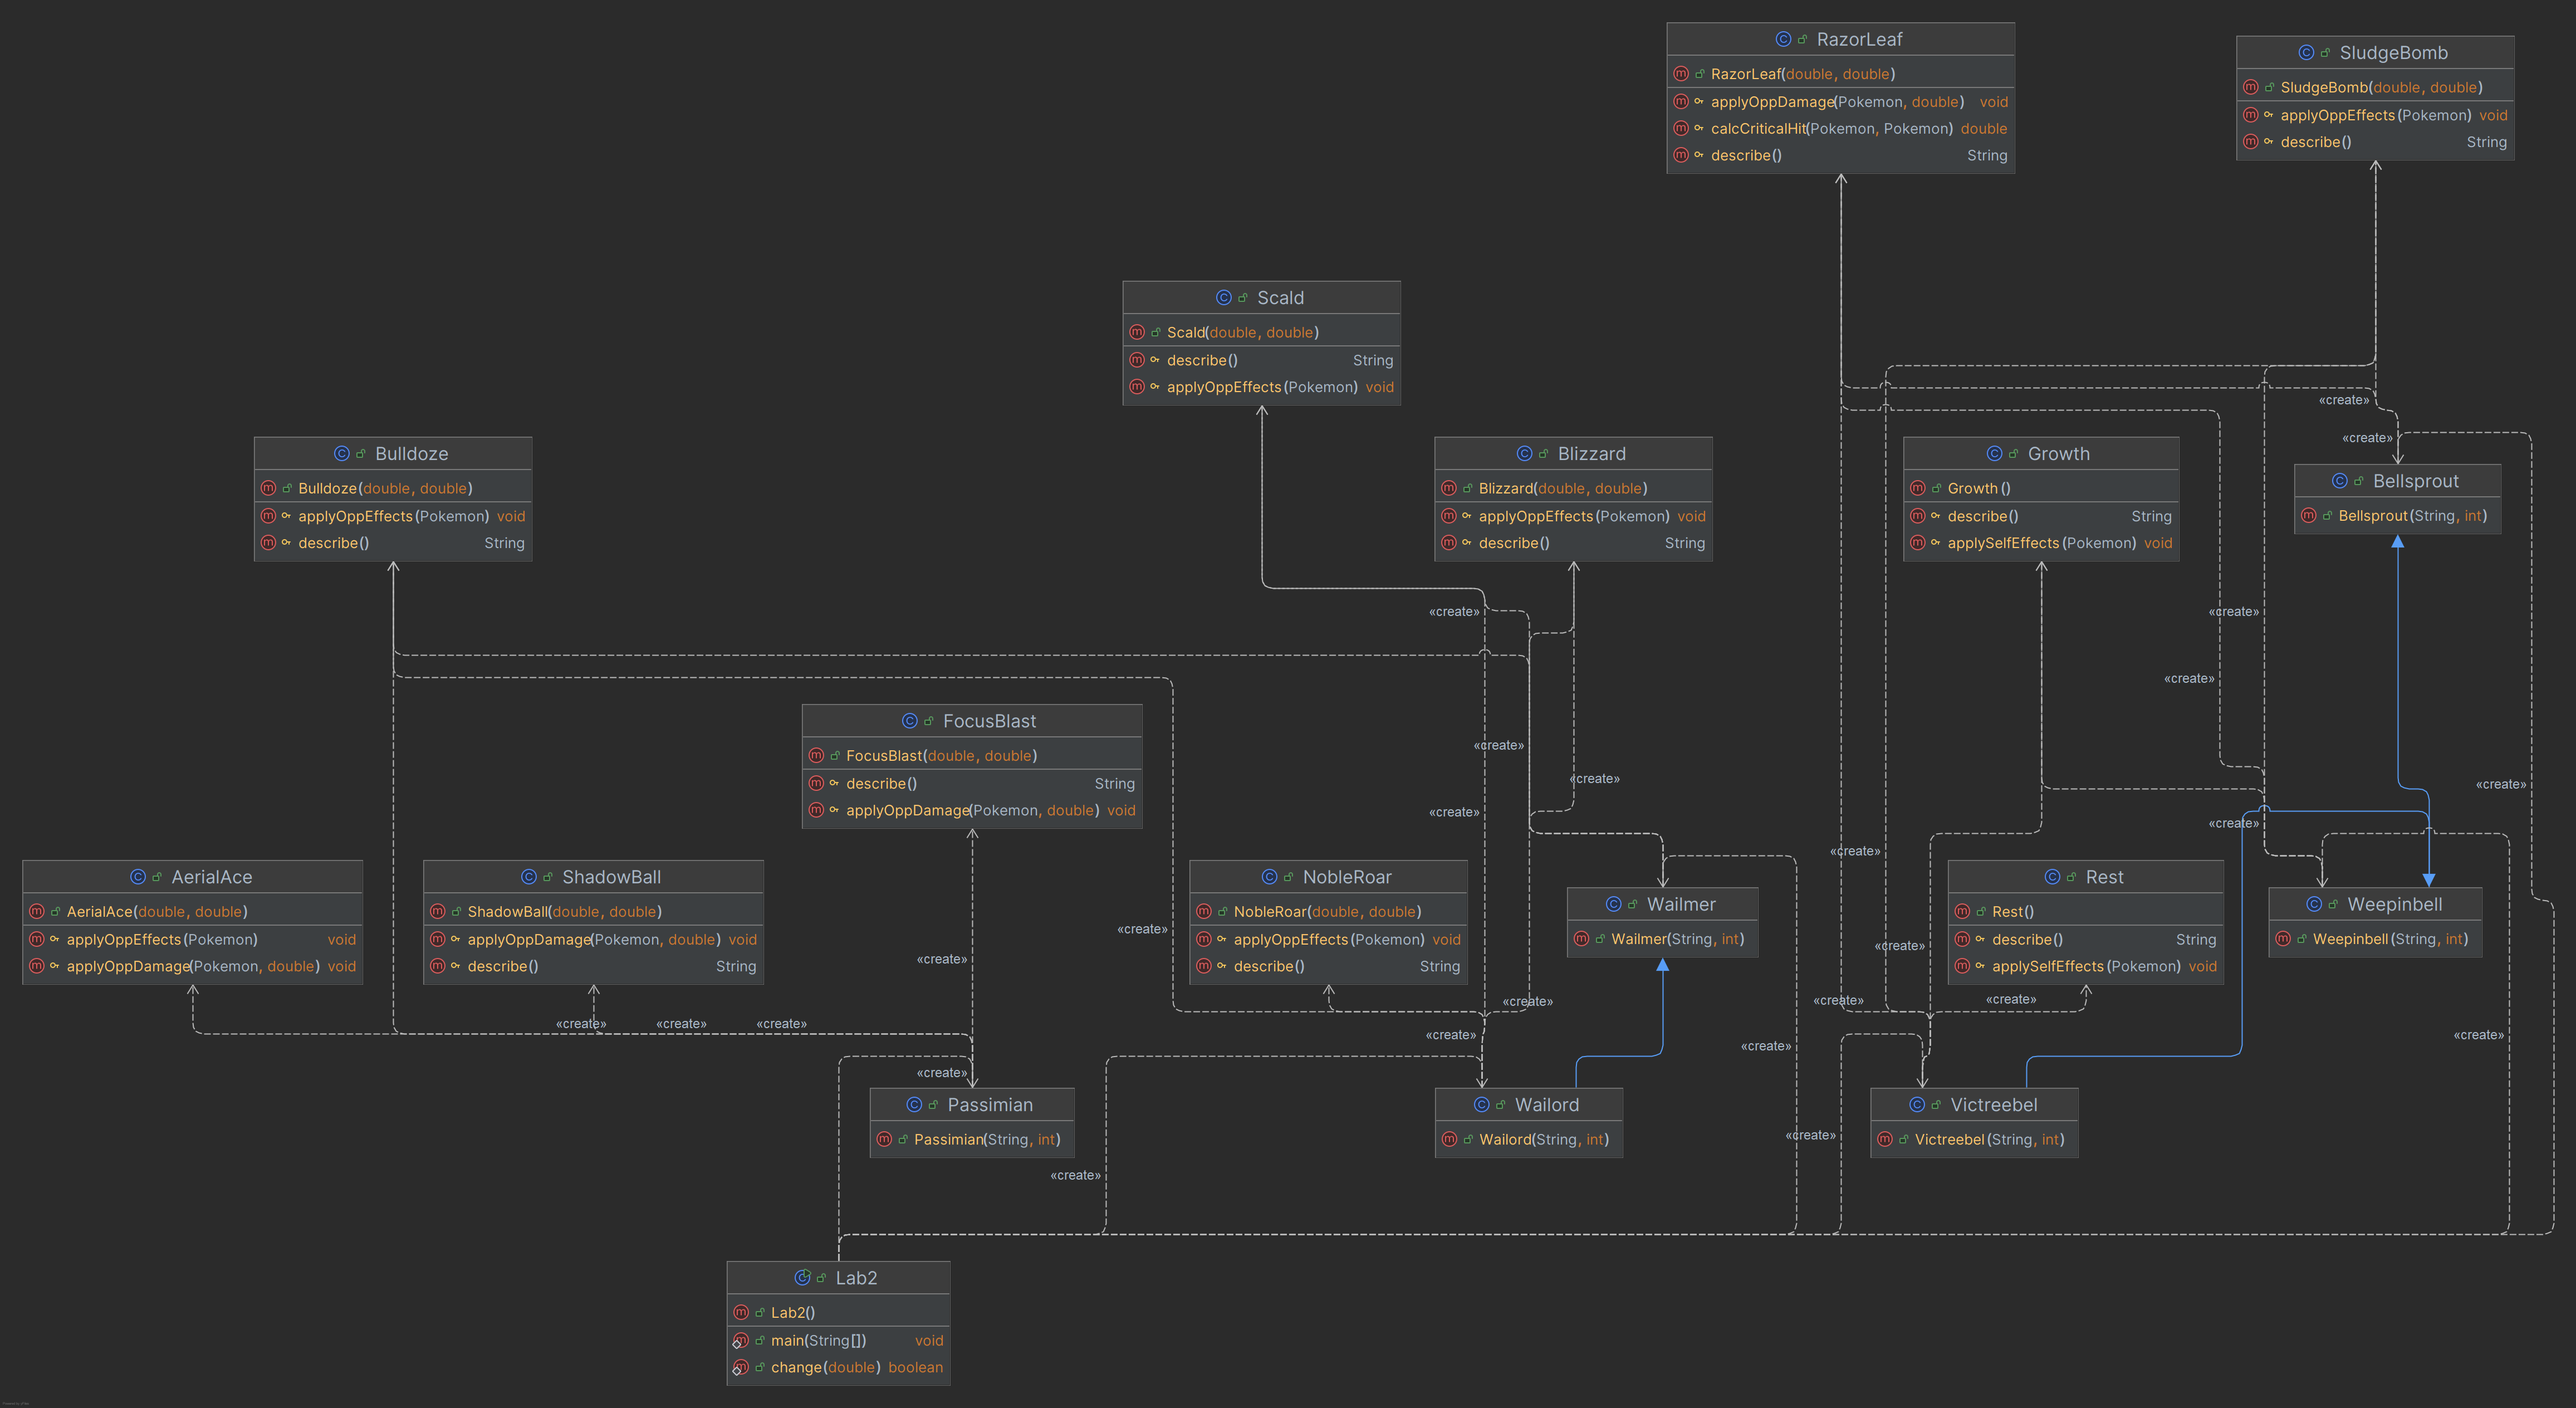 RazorLeaf
RazorLeaf(double, double)
applyOppDamage(Pokemon, double) void
calcCriticalHit(Pokemon, Pokemon) double
describe() String
SludgeBomb
SludgeBomb(double, double)
applyOppEffects(Pokemon) void
describe() String
Scald
Scald(double, double)
describe() String
applyOppEffects(Pokemon) void
«create»
«create»
Bulldoze
Bulldoze(double, double)
applyOppEffects(Pokemon) void
describe() String
Blizzard
Blizzard(double, double)
applyOppEffects(Pokemon) void
describe() String
Growth
Growth()
describe() String
applySelfEffects(Pokemon) void
Bellsprout
Bellsprout(String, int)
«create»
«create»
«create»
«create»
«create»
«create»
«create»
«create»
«create»
FocusBlast
FocusBlast(double, double)
describe() String
applyOppDamage(Pokemon, double) void
«create»
AerialAce
AerialAce(double, double)
applyOppEffects(Pokemon) void
applyOppDamage(Pokemon, double) void
ShadowBall
ShadowBall(double, double)
applyOppDamage(Pokemon, double) void
describe() String
NobleRoar
NobleRoar(double, double)
applyOppEffects(Pokemon) void
describe() String
Wailmer
Wailmer(String, int)
Rest
Rest()
describe() String
applySelfEffects(Pokemon) void
Weepinbell
Weepinbell(String, int)
«create»
«create»
«create»
«create»
«create»
«create»
«create»
«create»
«create»
«create»
«create»
«create»
«create»
Passimian
Passimian(String, int)
Wailord
Wailord(String, int)
Victreebel
Victreebel(String, int)
«create»
«create»
Lab2
Lab2()
main(String[]) void
change(double) boolean